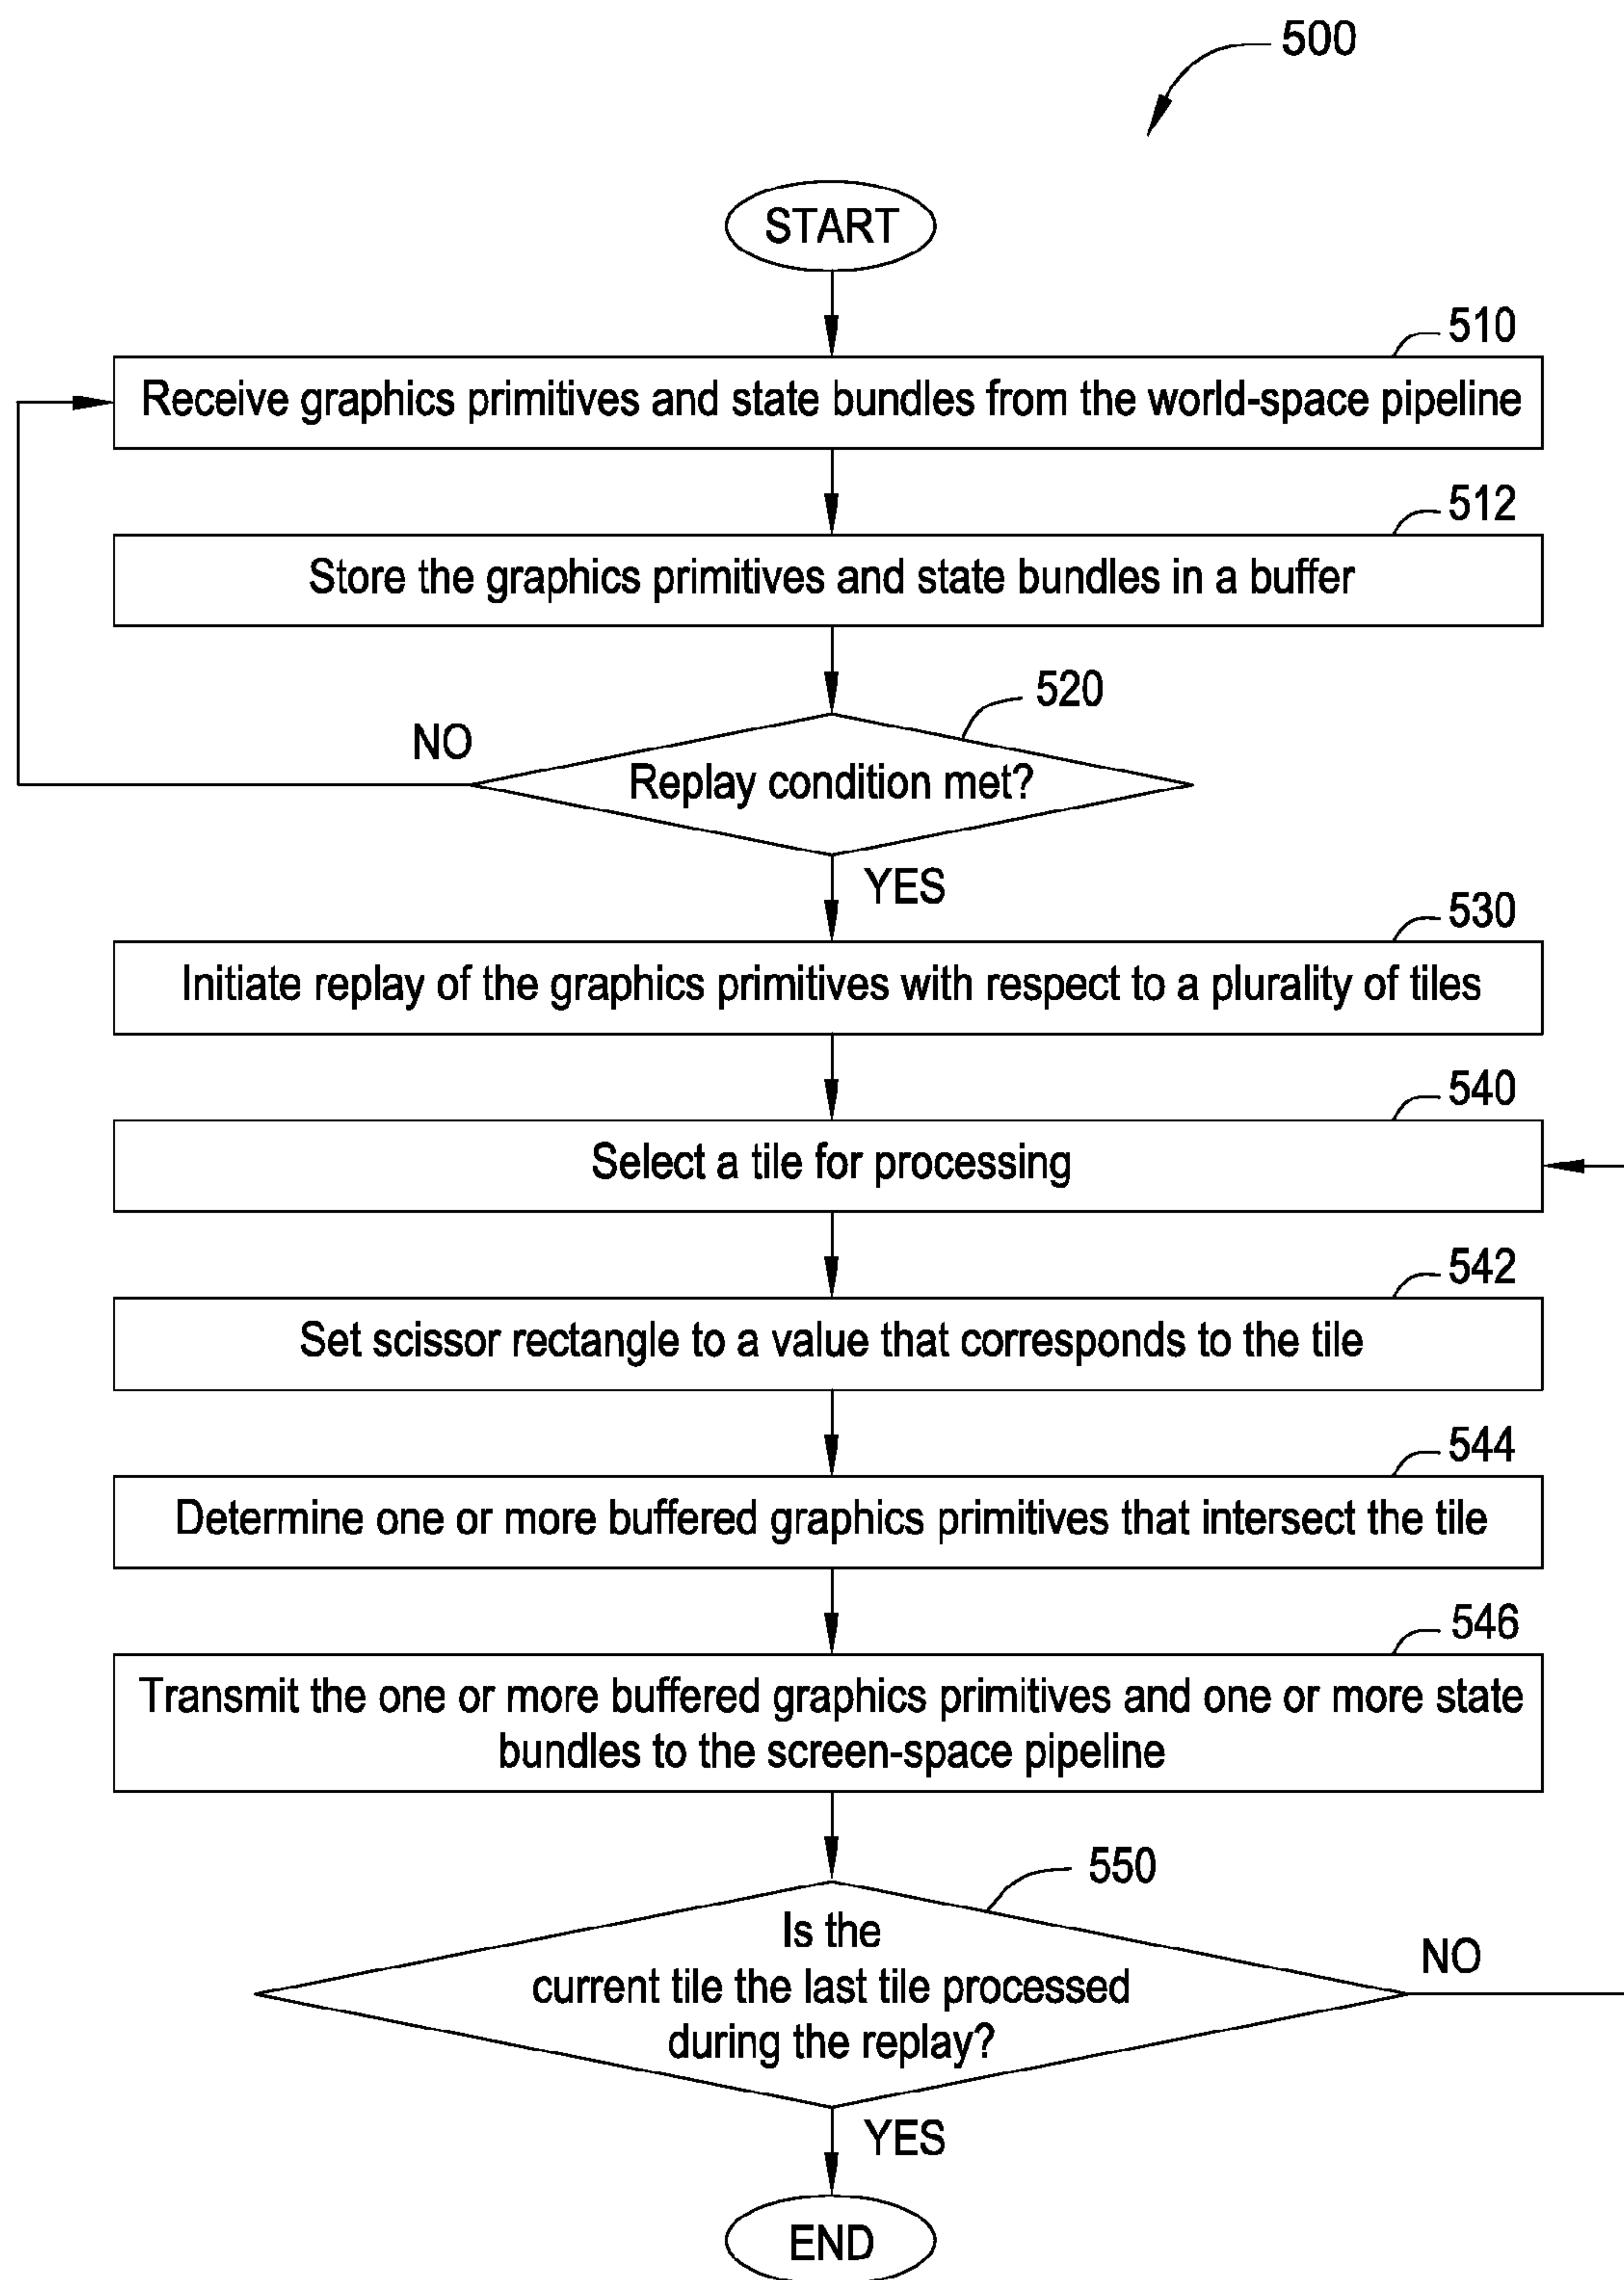 500
START
510
Receive graphics primitives and state bundles from the world-space pipeline
512
Store the graphics primitives and state bundles in a buffer
520
NO
Replay condition met?
YES
530
Initiate replay of the graphics primitives with respect to a plurality of tiles
540
Select a tile for processing
542
Set scissor rectangle to a value that corresponds to the tile
544
Determine one or more buffered graphics primitives that intersect the tile
546
Transmit the one or more buffered graphics primitives and one or more state
bundles to the screen-space pipeline
550
Is the
current tile the last tile processed
during the replay?
NO
YES
END